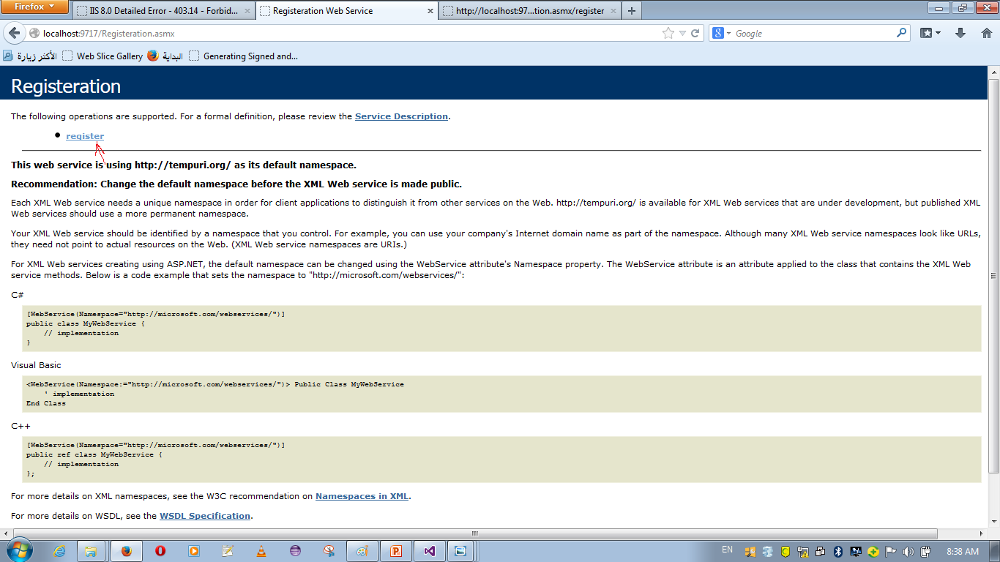 Firefox
IIS 8.0 Detailed Error - 403.14 - Forbid...
Registeration Web Service
http://localhost:97...tion.asmx/register
localhost:9717/Registeration.asmx
Google
الأكثر زيارة
Web Slice Gallery
البداية
Generating Signed and...
Registeration
The following operations are supported. For a formal definition, please review the Service Description.
register
This web service is using http://tempuri.org/ as its default namespace.
Recommendation: Change the default namespace before the XML Web service is made public.
Each XML Web service needs a unique namespace in order for client applications to distinguish it from other services on the Web. http://tempuri.org/ is available for XML Web services that are under development, but published XML
Web services should use a more permanent namespace.
Your XML Web service should be identified by a namespace that you control. For example, you can use your company's Internet domain name as part of the namespace. Although many XML Web service namespaces look like URLs,
they need not point to actual resources on the Web. (XML Web service namespaces are URIs.)
For XML Web services creating using ASP.NET, the default namespace can be changed using the WebService attribute's Namespace property. The WebService attribute is an attribute applied to the class that contains the XML Web
service methods. Below is a code example that sets the namespace to "http://microsoft.com/webservices/":
C#
[WebService(Namespace="http://microsoft.com/webservices/")]
public class MyWebService {
// implementation
}
Visual Basic
<WebService(Namespace:="http://microsoft.com/webservices/")> Public Class MyWebService
' implementation
End Class
C++
[WebService(Namespace="http://microsoft.com/webservices/")]
public ref class MyWebService {
// implementation
};
For more details on XML namespaces, see the W3C recommendation on Namespaces in XML.
For more details on WSDL, see the WSDL Specification.
EN
8:38 AM